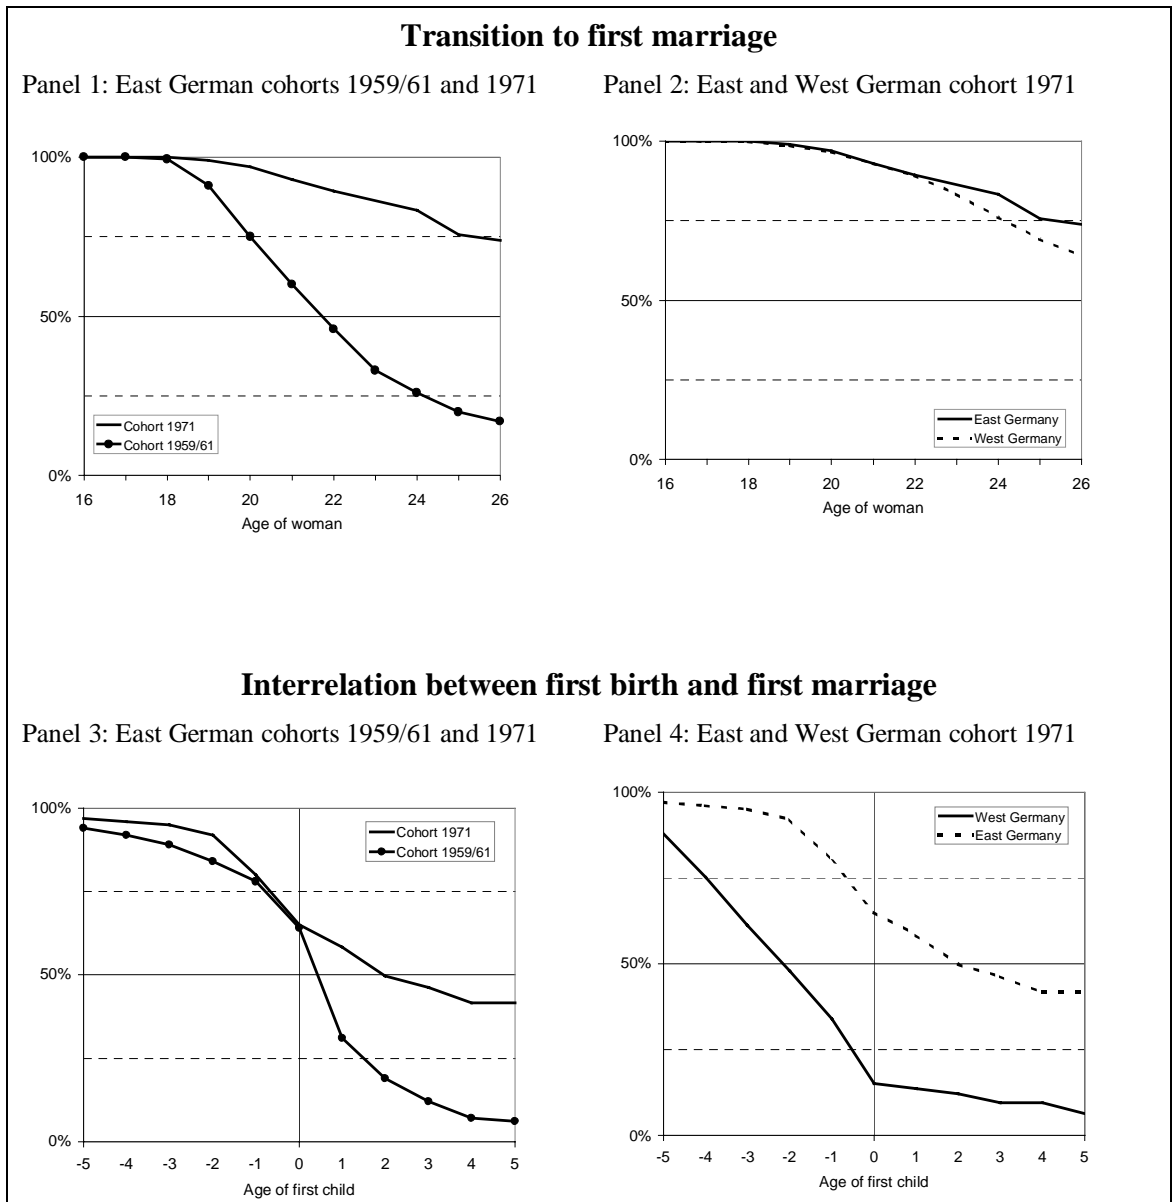 Transition to first marriage
Panel 1: East German cohorts 1959/61 and 1971
Panel 2: East and West German cohort 1971
100%
50%
0%
16 18 20 22 24 26
Age of woman
Cohort 1971
Cohort 1959/61
100%
50%
0%
16 18 20 22 24 26
Age of woman
East Germany
West Germany
Interrelation between first birth and first marriage
Panel 3: East German cohorts 1959/61 and 1971
Panel 4: East and West German cohort 1971
100%
50%
0%
-5 -4 -3 -2 -1 0 1 2 3 4 5
Age of first child
Cohort 1971
Cohort 1959/61
100%
50%
0%
-5 -4 -3 -2 -1 0 1 2 3 4 5
Age of first child
West Germany
East Germany